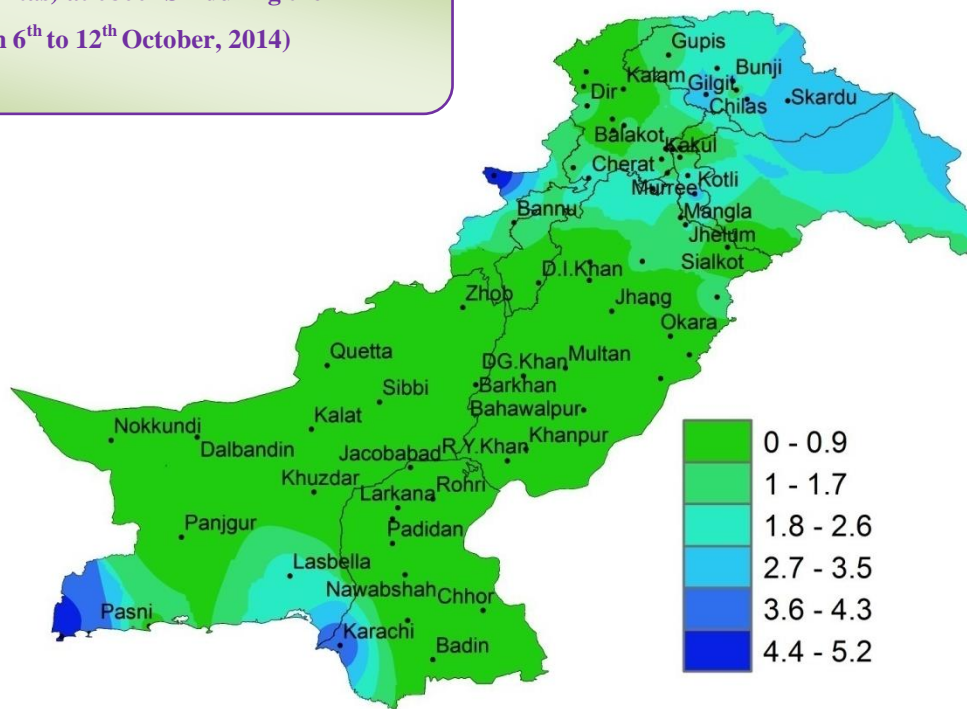 6th to 12th October, 2014)
Gupis
Bunji
Kalam
Gilgit
Dir
Chilas
Skardu
Balakot
Kakul
Cherat
Murree
Kotli
Bannu
Mangla
Jhelum
Sialkot
D.I.Khan
Zhob
Jhang
Okara
Quetta
DG.Khan
Multan
Sibbi
Barkhan
Bahawalpur
Kalat
Nokkundi
Dalbandin
Jacobabad
R.Y.Khan
Khanpur
Khuzdar
Larkana
Rohri
Panjgur
Padidan
Lasbella
Nawabshah
Chhor
Pasni
Karachi
Badin
0 - 0.9
1 - 1.7
1.8 - 2.6
2.7 - 3.5
3.6 - 4.3
4.4 - 5.2